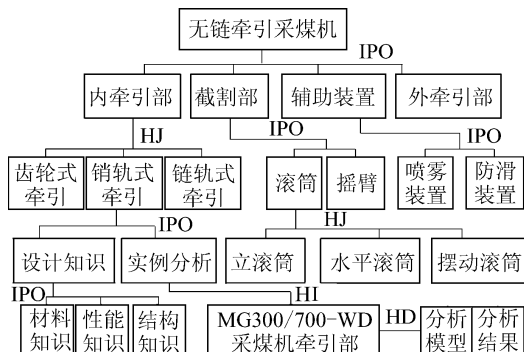 无链牵引采煤机
IPO
内牵引部
截割部
辅助装置
外牵引部
HJ
IPO
IPO
齿轮式
牵引
销轨式
牵引
链轨式
牵引
滚筒
摇臂
喷雾
装置
防滑
装置
IPO
HJ
设计知识
实例分析
立滚筒
水平滚筒
摆动滚筒
IPO
HI
材料
知识
性能
知识
结构
知识
MG300/700-WD
采煤机牵引部
HD
分析
模型
分析
结果